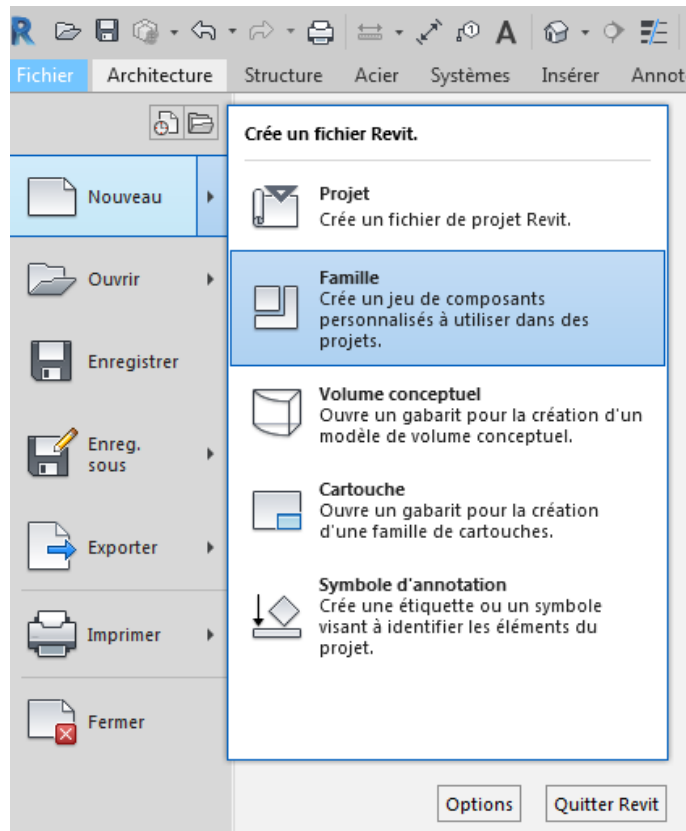 Fichier Architecture Structure Acier Systèmes Insérer Annot
Crée un fichier Revit.
Nouveau
Projet
Crée un fichier de projet Revit.
Ouvrir
Famille
Crée un jeu de composants
personnalisés à utiliser dans des
projets.
Enregistrer
Volume conceptuel
Ouvre un gabarit pour la création d'un
modèle de volume conceptuel.
Enreg.
sous
Cartouche
Ouvre un gabarit pour la création
d'une famille de cartouches.
Exporter
Symbole d'annotation
Crée une étiquette ou un symbole
visant à identifier les éléments du
projet.
Imprimer
Fermer
Options Quitter Revit